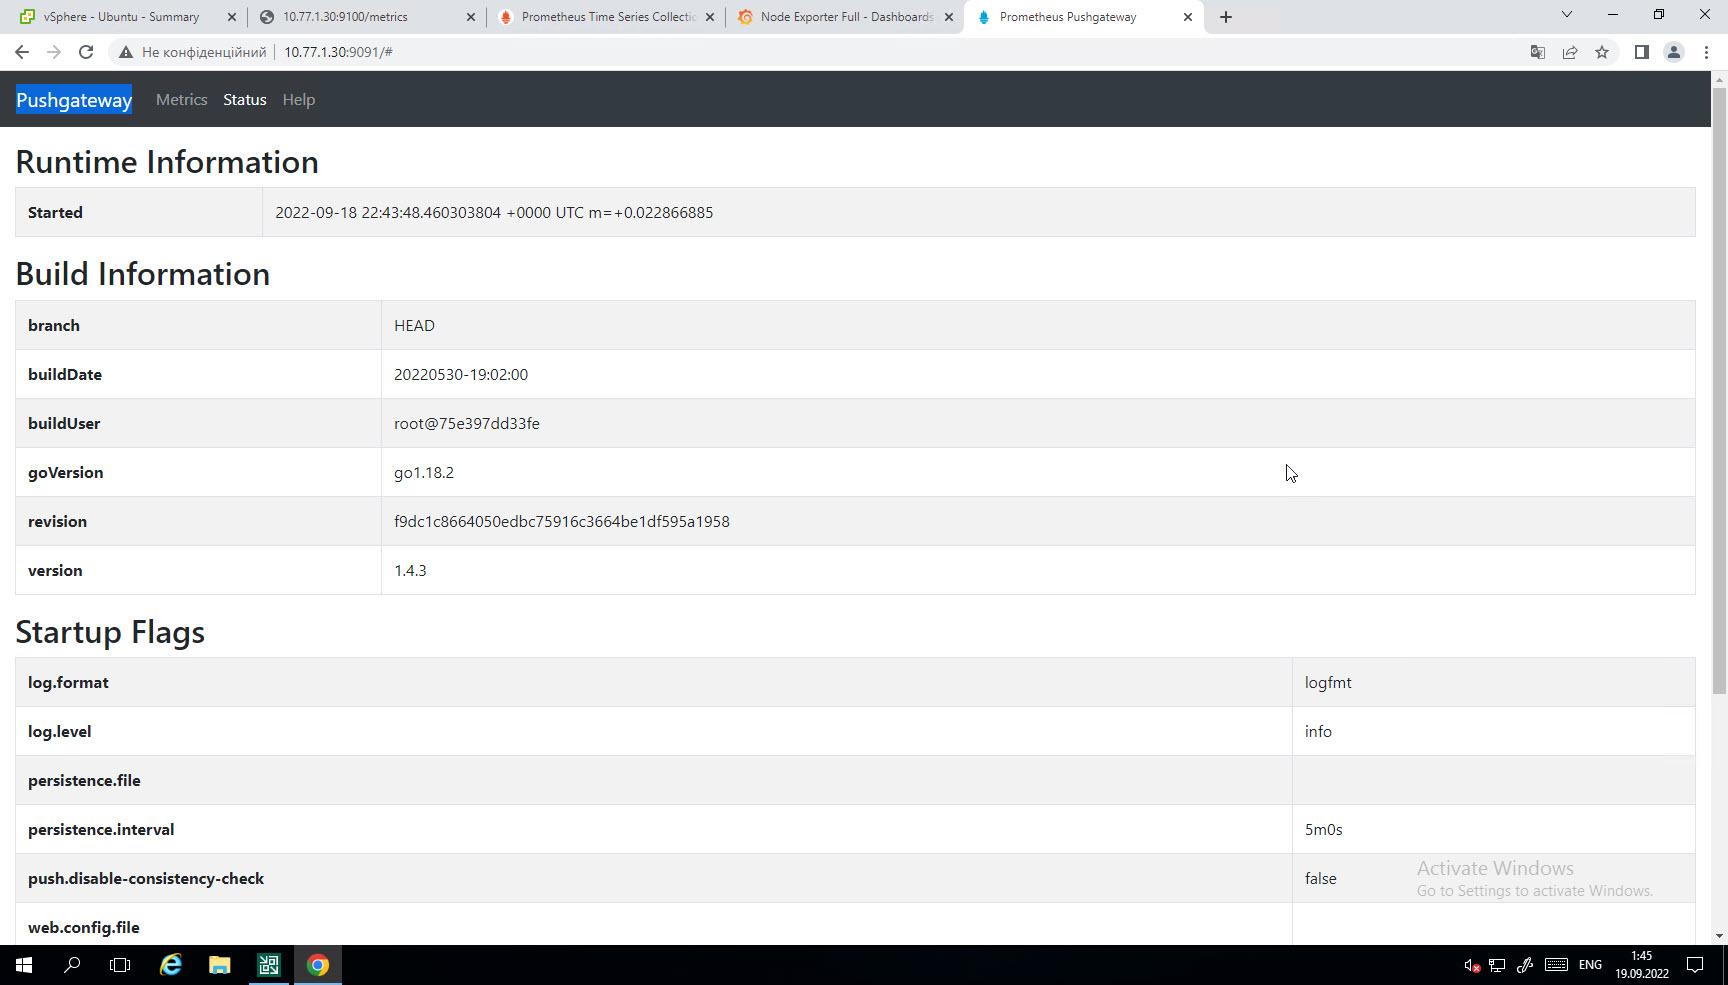 vSphere - Ubuntu - Summary
10.77.1.30:9100/metrics
Prometheus Time Series Collectio
Node Exporter Full - Dashboards
Prometheus Pushgateway
Не конфіденційний
10.77.1.30:9091/#
Pushgateway Metrics Status Help
Runtime Information
Started 2022-09-18 22:43:48.460303804 +0000 UTC m=+0.022866885
Build Information
branch HEAD
buildDate 20220530-19:02:00
buildUser root@75e397dd33fe
goVersion go1.18.2
revision f9dc1c8664050edbc75916c3664be1df595a1958
version 1.4.3
Startup Flags
log.format logfmt
log.level info
persistence.file
persistence.interval 5m0s
push.disable-consistency-check false
web.config.file
Activate Windows
Go to Settings to activate Windows.
ENG
1:45
19.09.2022